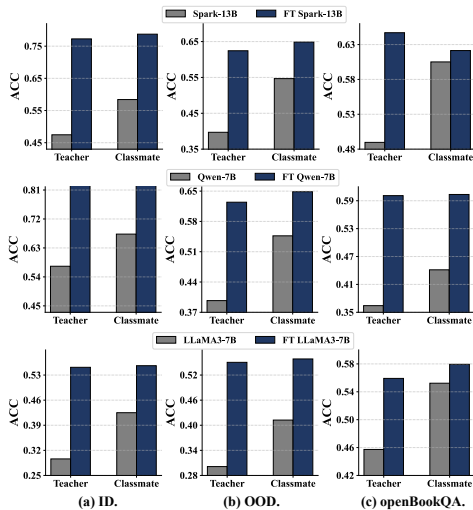 Spark-13B FT Spark-13B
ACC
0.75
0.65
0.55
0.45
Teacher Classmate
ACC
0.65
0.55
0.45
0.35
Teacher Classmate
ACC
0.63
0.58
0.53
0.48
Teacher Classmate
Qwen-7B FT Qwen-7B
ACC
0.81
0.72
0.63
0.54
0.45
Teacher Classmate
ACC
0.65
0.58
0.51
0.44
0.37
Teacher Classmate
ACC
0.59
0.53
0.47
0.41
0.35
Teacher Classmate
LLaMA3-7B FT LLaMA3-7B
ACC
0.53
0.46
0.39
0.32
0.25
Teacher Classmate
ACC
0.52
0.46
0.40
0.34
0.28
Teacher Classmate
ACC
0.58
0.54
0.50
0.46
0.42
Teacher Classmate
(a) ID. (b) OOD. (c) openBookQA.